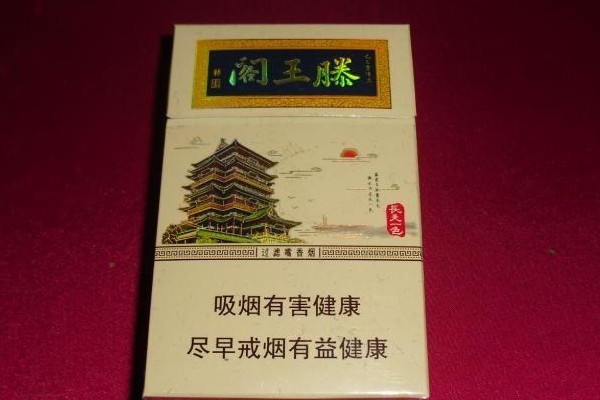 滕王閣
長天一色
过滤嘴香烟
吸烟有害健康
尽早戒烟有益健康